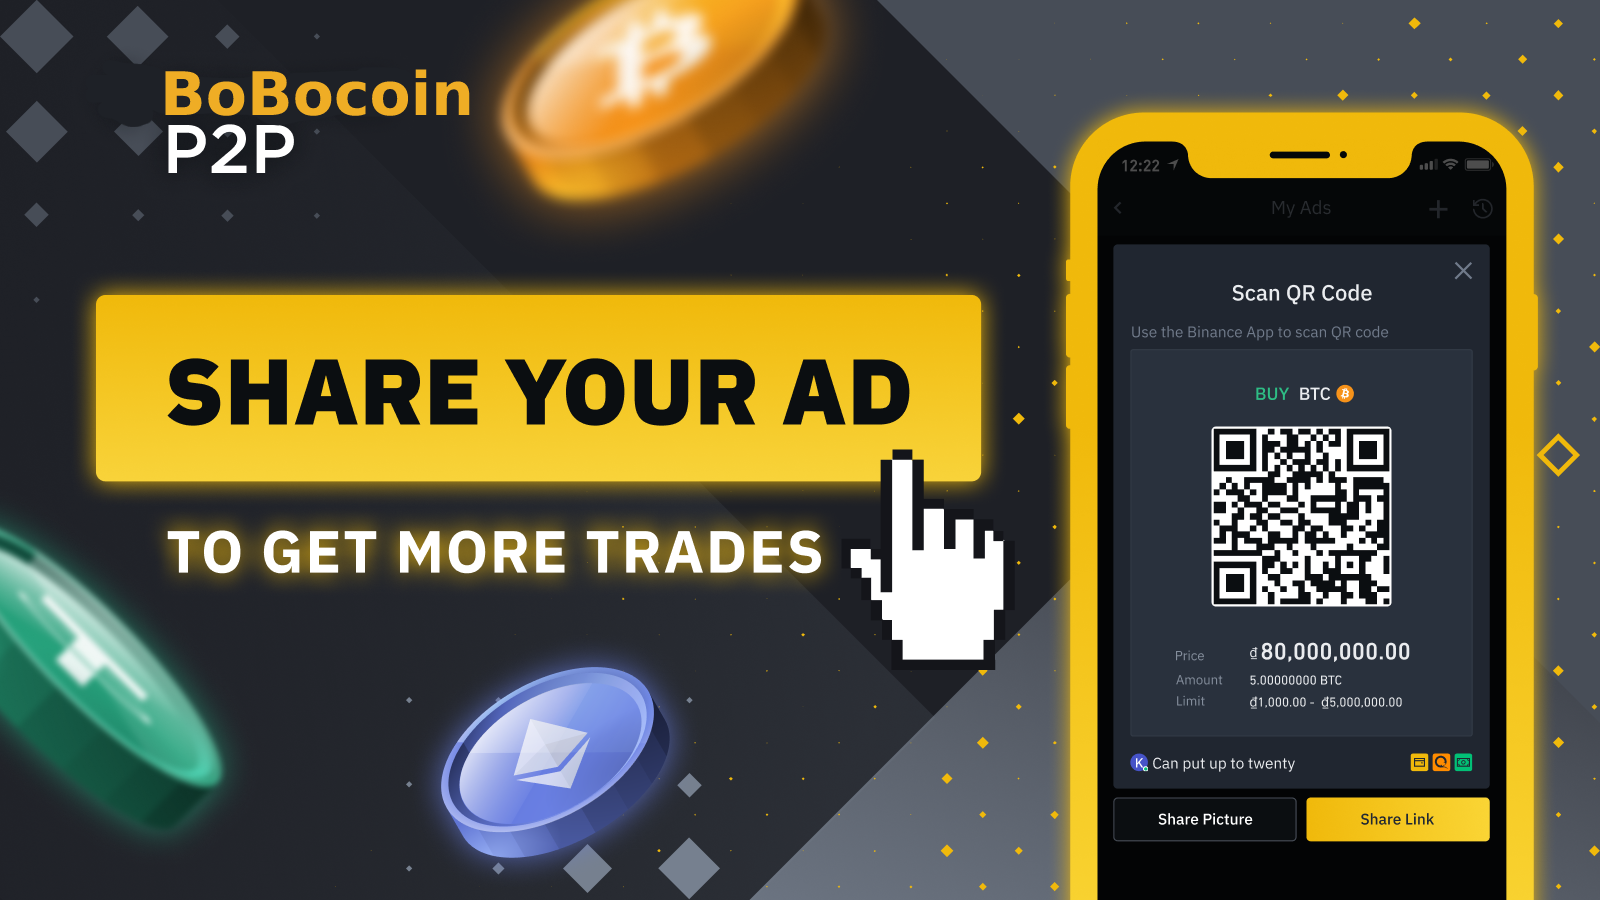 BoBocoin
P2P
SHARE YOUR AD
TO GET MORE TRADES
12:22
My Ads
Scan QR Code
Use the Binance App to scan QR code
BUY BTC
Price ₫80,000,000.00
Amount 5.00000000 BTC
Limit ₫1,000.00 - ₫5,000,000.00
K Can put up to twenty
Share Picture
Share Link